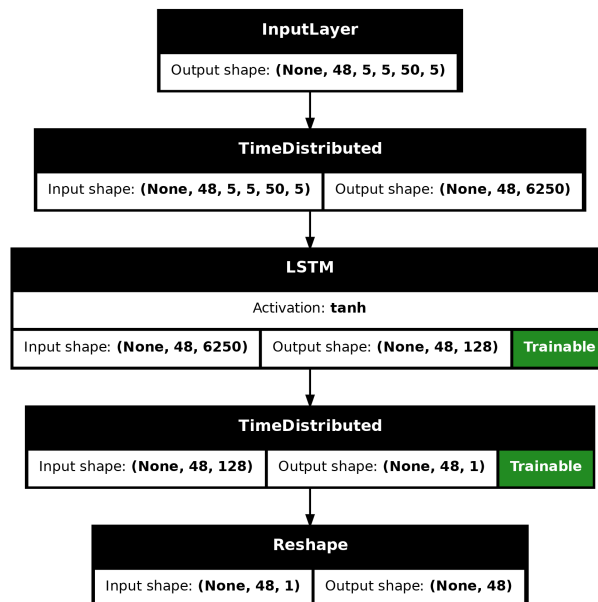 InputLayer
Output shape: (None, 48, 5, 5, 50, 5)
TimeDistributed
Input shape: (None, 48, 5, 5, 50, 5) Output shape: (None, 48, 6250)
LSTM
Activation: tanh
Input shape: (None, 48, 6250) Output shape: (None, 48, 128) Trainable
TimeDistributed
Input shape: (None, 48, 128) Output shape: (None, 48, 1) Trainable
Reshape
Input shape: (None, 48, 1) Output shape: (None, 48)